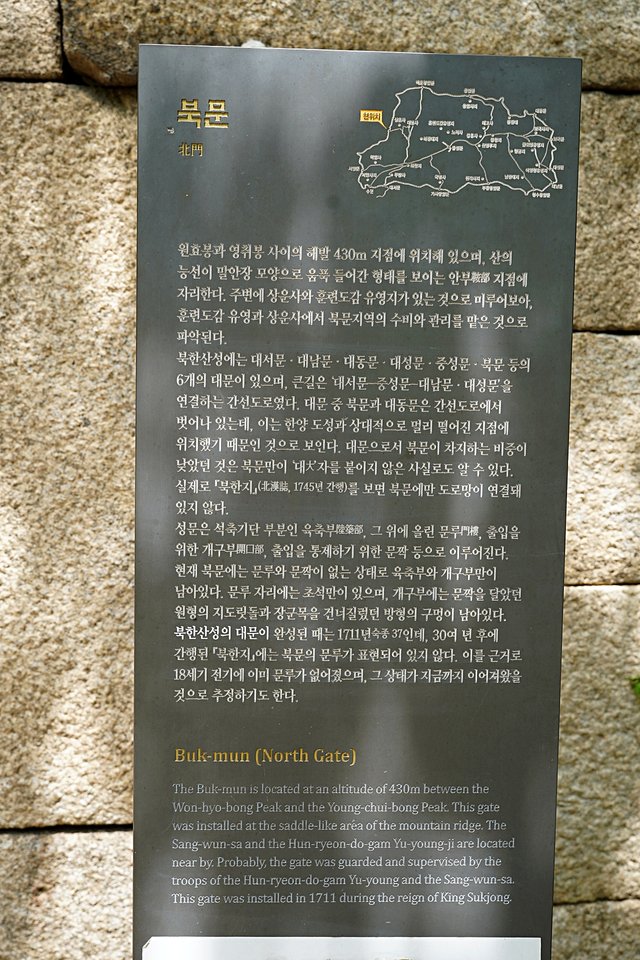 북문
北門
현위치
원효봉과 영취봉 사이의 해발 430m 지점에 위치해 있으며, 산의
능선이 말안장 모양으로 움푹 들어간 형태를 보이는 안부鞍部 지점에
자리한다. 주변에 상운사와 훈련도감 유영지가 있는 것으로 미루어보아,
훈련도감 유영과 상운사에서 북문지역의 수비와 관리를 맡은 것으로
파악된다.
북한산성에는 대서문 · 대남문 · 대동문 · 대성문 · 중성문 · 북문 등의
6개의 대문이 있으며, 큰길은 '대서문-중성문-대남문 · 대성문'을
연결하는 간선도로였다. 대문 중 북문과 대동문은 간선도로에서
벗어나 있는데, 이는 한양 도성과 상대적으로 멀리 떨어진 지점에
위치했기 때문인 것으로 보인다. 대문으로서 북문이 차지하는 비중이
낮았던 것은 북문만이 '대大'자를 붙이지 않은 사실로도 알 수 있다.
실제로 「북한지」(北漢誌, 1745년 간행)를 보면 북문에만 도로망이 연결돼
있지 않다.
성문은 석축기단 부분인 육축부陸築部, 그 위에 올린 문루門樓, 출입을
위한 개구부開口部, 출입을 통제하기 위한 문짝 등으로 이루어진다.
현재 북문에는 문루와 문짝이 없는 상태로 육축부와 개구부만이
남아있다. 문루 자리에는 초석만이 있으며, 개구부에는 문짝을 달았던
원형의 지도릿돌과 장군목을 건너질렀던 방형의 구멍이 남아있다.
북한산성의 대문이 완성된 때는 1711년숙종 37인데, 30여 년 후에
간행된 「북한지」에는 북문의 문루가 표현되어 있지 않다. 이를 근거로
18세기 전기에 이미 문루가 없어졌으며, 그 상태가 지금까지 이어져왔을
것으로 추정하기도 한다.
Buk-mun (North Gate)
The Buk-mun is located at an altitude of 430m between the
Won-hyo-bong Peak and the Young-chui-bong Peak. This gate
was installed at the saddle-like area of the mountain ridge. The
Sang-wun-sa and the Hun-ryeon-do-gam Yu-young-ji are located
near by. Probably, the gate was guarded and supervised by the
troops of the Hun-ryeon-do-gam Yu-young and the Sang-wun-sa.
This gate was installed in 1711 during the reign of King Sukjong.